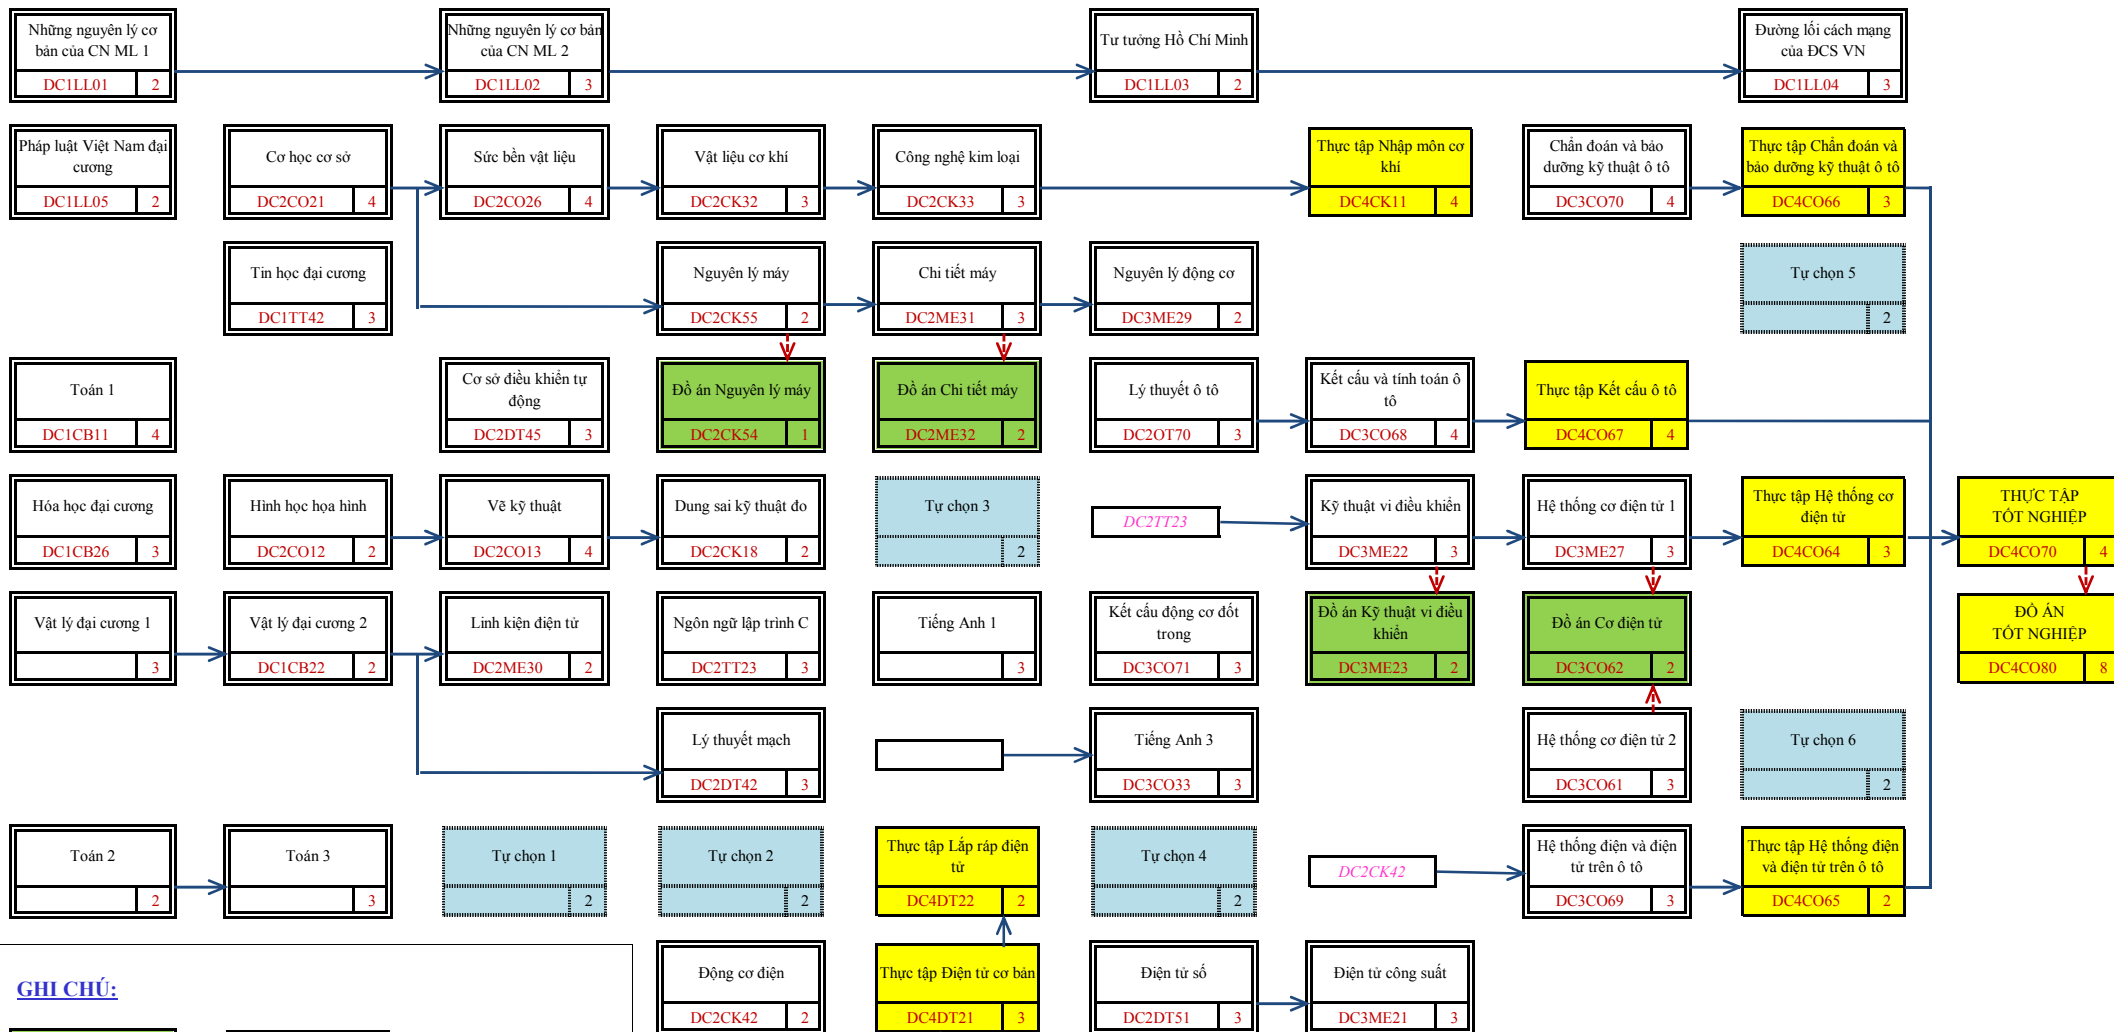 Những nguyên lý cơ
bản của CN ML 1
DC1LL01 2
Những nguyên lý cơ bản
của CN ML 2
DC1LL02 3
Tư tưởng Hồ Chí Minh
DC1LL03 2
Đường lối cách mạng
của ĐCS VN
DC1LL04 3
Pháp luật Việt Nam đại
cương
DC1LL05 2
Cơ học cơ sở
DC2CO21 4
Sức bền vật liệu
DC2CO26 4
Vật liệu cơ khí
DC2CK32 3
Công nghệ kim loại
DC2CK33 3
Thực tập Nhập môn cơ
khí
DC4CK11 4
Chẩn đoán và bảo
dưỡng kỹ thuật ô tô
DC3CO70 4
Thực tập Chẩn đoán và
bảo dưỡng kỹ thuật ô tô
DC4CO66 3
Tin học đại cương
DC1TT42 3
Nguyên lý máy
DC2CK55 2
Chi tiết máy
DC2ME31 3
Nguyên lý động cơ
DC3ME29 2
Tự chọn 5
2
Toán 1
DC1CB11 4
Cơ sở điều khiển tự
động
DC2DT45 3
Đồ án Nguyên lý máy
DC2CK54 1
Đồ án Chi tiết máy
DC2ME32 2
Lý thuyết ô tô
DC2OT70 3
Kết cấu và tính toán ô
tô
DC3CO68 4
Thực tập Kết cấu ô tô
DC4CO67 4
Hóa học đại cương
DC1CB26 3
Hình học họa hình
DC2CO12 2
Vẽ kỹ thuật
DC2CO13 4
Dung sai kỹ thuật đo
DC2CK18 2
Tự chọn 3
2
DC2TT23
Kỹ thuật vi điều khiển
DC3ME22 3
Hệ thống cơ điện tử 1
DC3ME27 3
Thực tập Hệ thống cơ
điện tử
DC4CO64 3
THỰC TẬP
TỐT NGHIỆP
DC4CO70 4
Vật lý đại cương 1
3
Vật lý đại cương 2
DC1CB22 2
Linh kiện điện tử
DC2ME30 2
Ngôn ngữ lập trình C
DC2TT23 3
Tiếng Anh 1
3
Kết cấu động cơ đốt
trong
DC3CO71 3
Đồ án Kỹ thuật vi điều
khiển
DC3ME23 2
Đồ án Cơ điện tử
DC3CO62 2
ĐỒ ÁN
TỐT NGHIỆP
DC4CO80 8
Lý thuyết mạch
DC2DT42 3
Tiếng Anh 3
DC3CO33 3
Hệ thống cơ điện tử 2
DC3CO61 3
Tự chọn 6
2
Toán 2
2
Toán 3
3
Tự chọn 1
2
Tự chọn 2
2
Thực tập Lắp ráp điện
tử
DC4DT22 2
Tự chọn 4
2
DC2CK42
Hệ thống điện và điện
tử trên ô tô
DC3CO69 3
Thực tập Hệ thống điện
và điện tử trên ô tô
DC4CO65 2
Động cơ điện
DC2CK42 2
Thực tập Điện tử cơ bản
DC4DT21 3
Điện tử số
DC2DT51 3
Điện tử công suất
DC3ME21 3
GHI CHÚ: